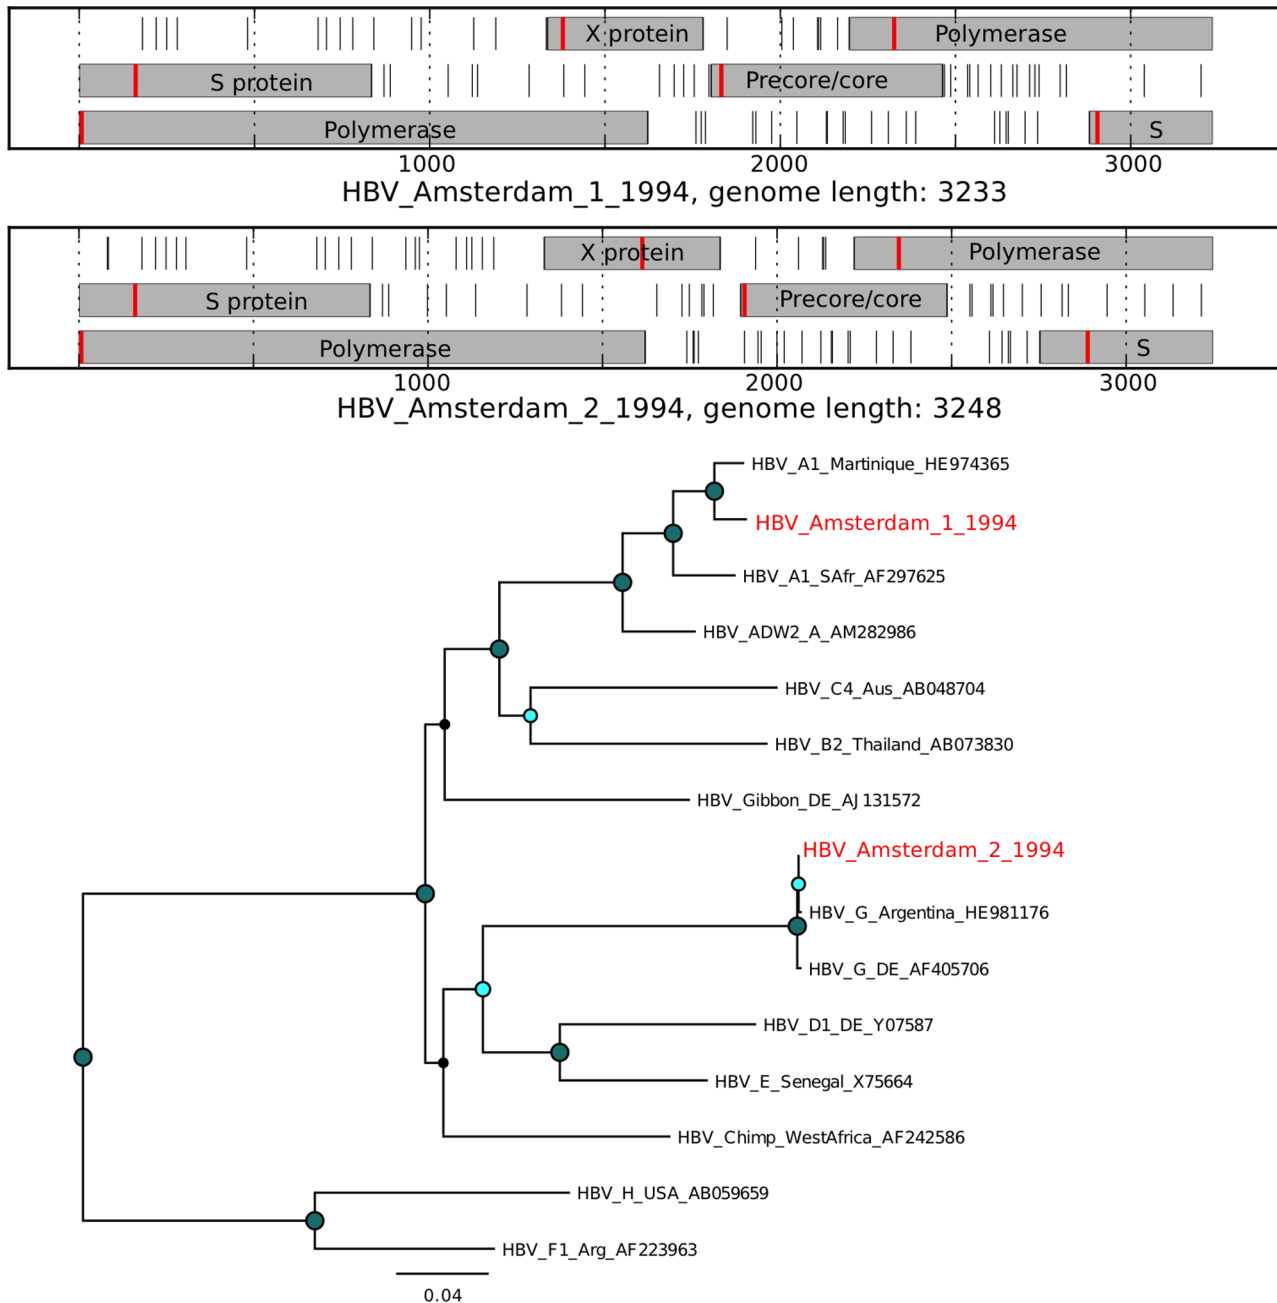 X protein Polymerase
S protein Precore/core
Polymerase S
1000 2000 3000
HBV_Amsterdam_1_1994, genome length: 3233
X protein Polymerase
S protein Precore/core
Polymerase S
1000 2000 3000
HBV_Amsterdam_2_1994, genome length: 3248
HBV_A1_Martinique_HE974365
HBV_Amsterdam_1_1994
HBV_A1_SAfr_AF297625
HBV_ADW2_A_AM282986
HBV_C4_Aus_AB048704
HBV_B2_Thailand_AB073830
HBV_Gibbon_DE_AJ131572
HBV_Amsterdam_2_1994
HBV_G_Argentina_HE981176
HBV_G_DE_AF405706
HBV_D1_DE_Y07587
HBV_E_Senegal_X75664
HBV_Chimp_WestAfrica_AF242586
HBV_H_USA_AB059659
HBV_F1_Arg_AF223963
0.04